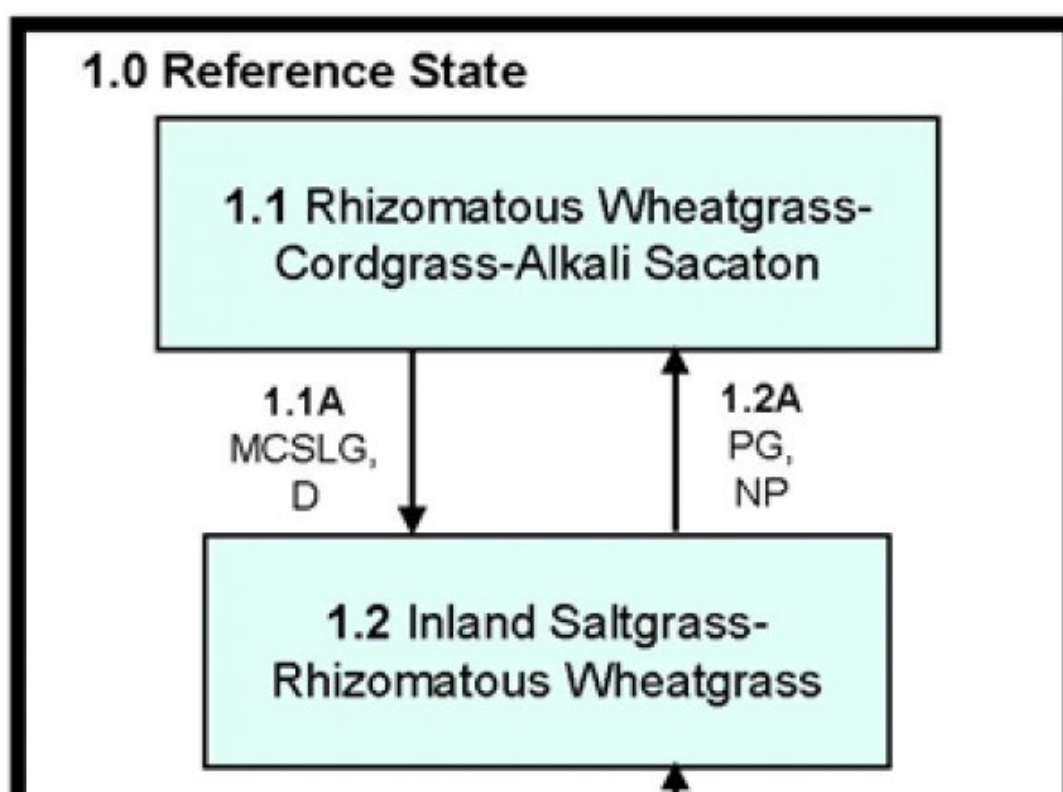 1.0 Reference State
1.1 Rhizomatous Wheatgrass-
Cordgrass-Alkali Sacaton
1.1A
MCSLG,
D
1.2A
PG,
NP
1.2 Inland Saltgrass-
Rhizomatous Wheatgrass